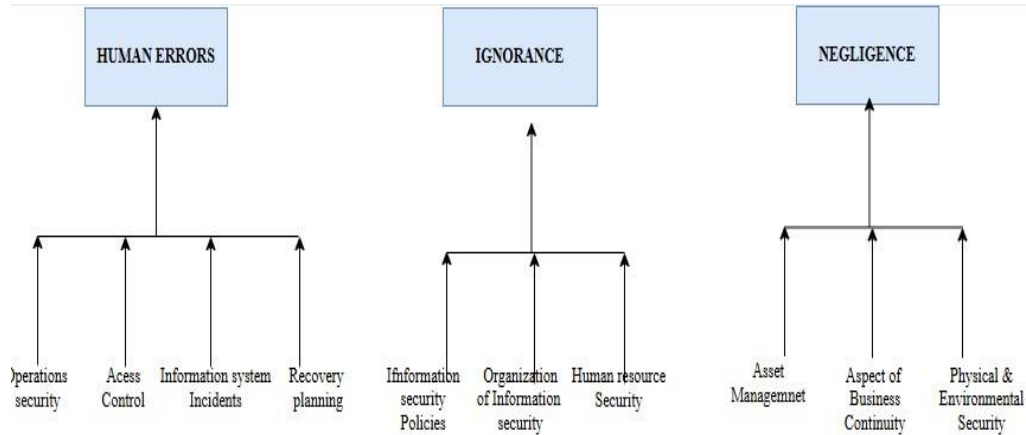 HUMAN ERRORS
IGNORANCE
NEGLIGENCE
Operations
security
Acess
Control
Information system
Incidents
Recovery
planning
Ifnformation
security
Policies
Organization
of Information
security
Human resource
Security
Asset
Managemnet
Aspect of
Business
Continuity
Physical &
Environmental
Security